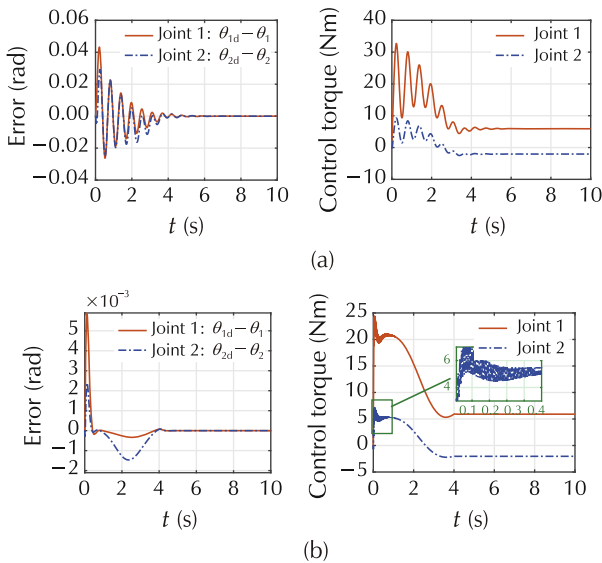 0.06
0.04
0.02
0.00
−0.02
−0.04
Error (rad)
Joint 1: θ1d−θ1
Joint 2: θ2d−θ2
0 2 4 6 8 10
t (s)
40
30
20
10
0
−10
Control torque (Nm)
Joint 1
Joint 2
0 2 4 6 8 10
t (s)
(a)
×10−3
5
4
3
2
1
0
−1
−2
Error (rad)
Joint 1: θ1d−θ1
Joint 2: θ2d−θ2
0 2 4 6 8 10
t (s)
25
20
15
10
5
0
−5
Control torque (Nm)
Joint 1
Joint 2
6
4
0.1 0.2 0.3 0.4
0 2 4 6 8 10
t (s)
(b)